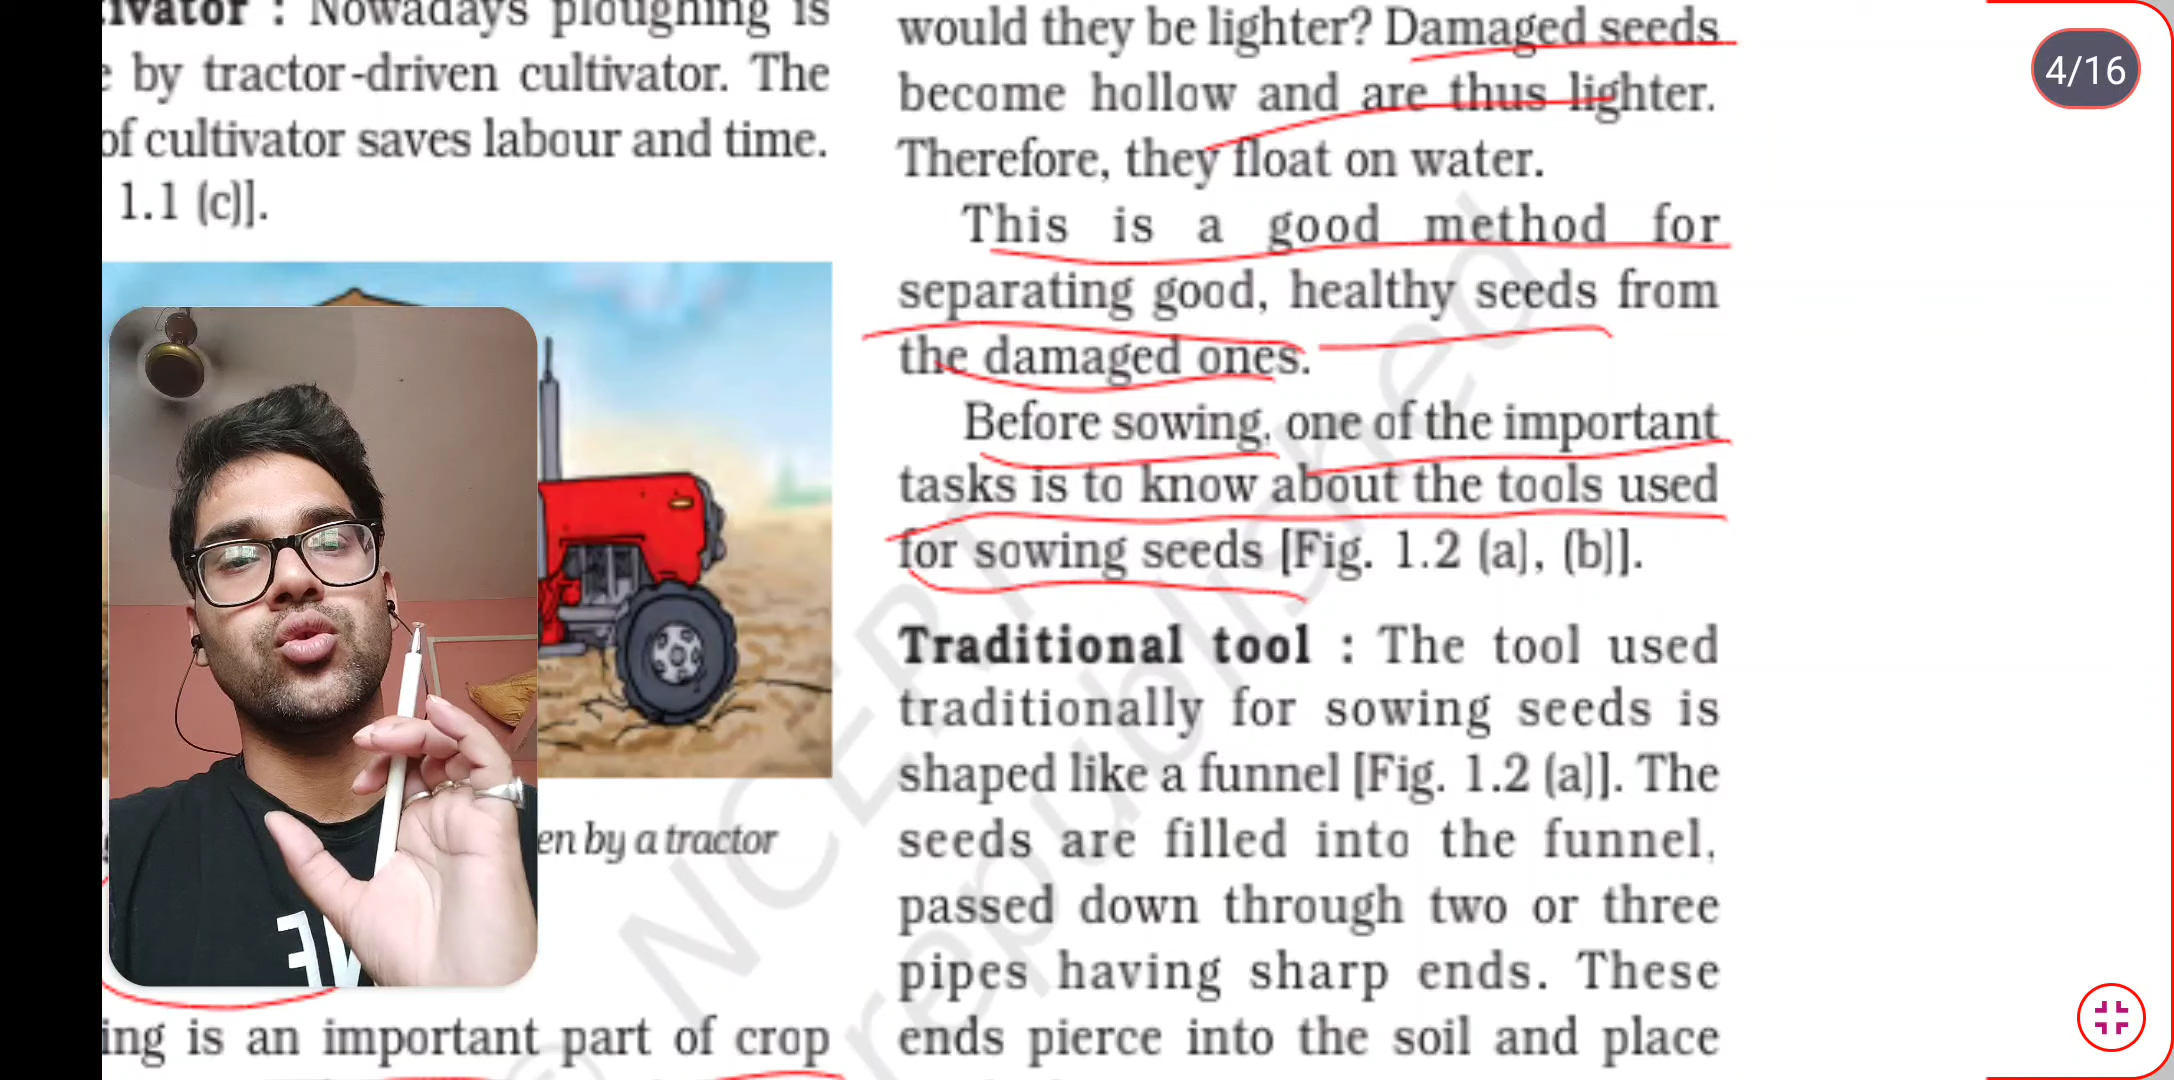 ivator : Nowadays ploughing is
by tractor-driven cultivator. The
of cultivator saves labour and time.
1.1 (c)].
en by a tractor
ing is an important part of crop
would they be lighter? Damaged seeds
become hollow and are thus lighter.
Therefore, they float on water.
This is a good method for
separating good, healthy seeds from
the damaged ones.
Before sowing, one of the important
tasks is to know about the tools used
for sowing seeds [Fig. 1.2 (a), (b)].
Traditional tool : The tool used
traditionally for sowing seeds is
shaped like a funnel [Fig. 1.2 (a)]. The
seeds are filled into the funnel,
passed down through two or three
pipes having sharp ends. These
ends pierce into the soil and place
4/16
© NCERT
republished